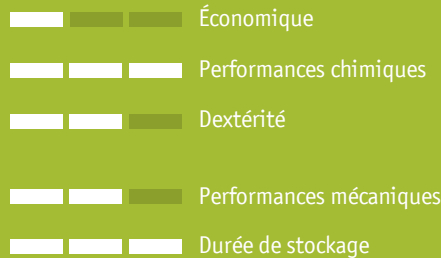 Économique
Performances chimiques
Dextérité
Performances mécaniques
Durée de stockage